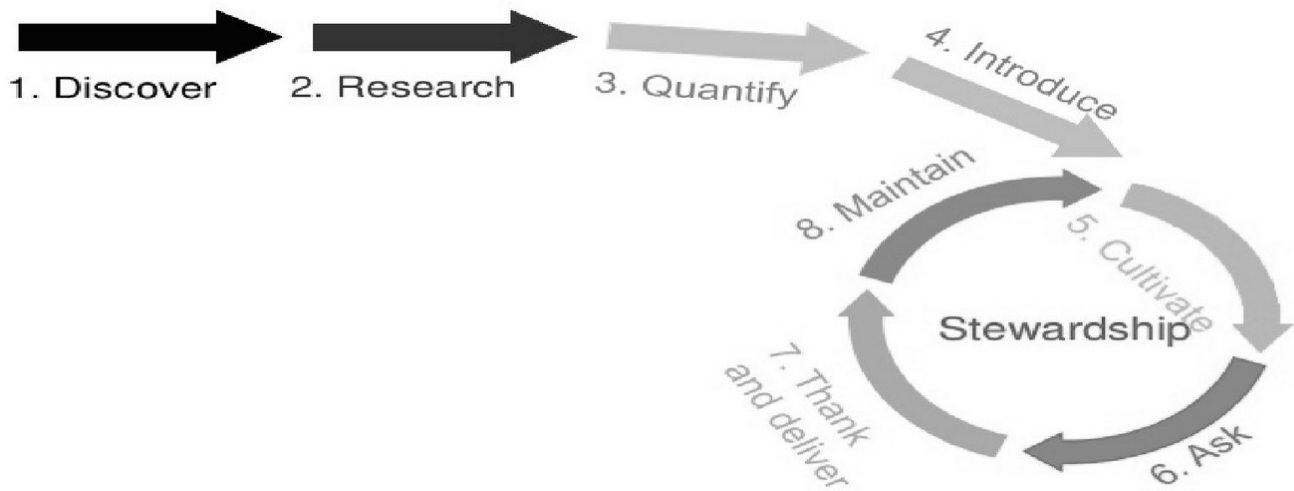 1. Discover
2. Research
3. Quantify
4. Introduce
5. Cultivate
6. Ask
7. Thank
and deliver
8. Maintain
Stewardship